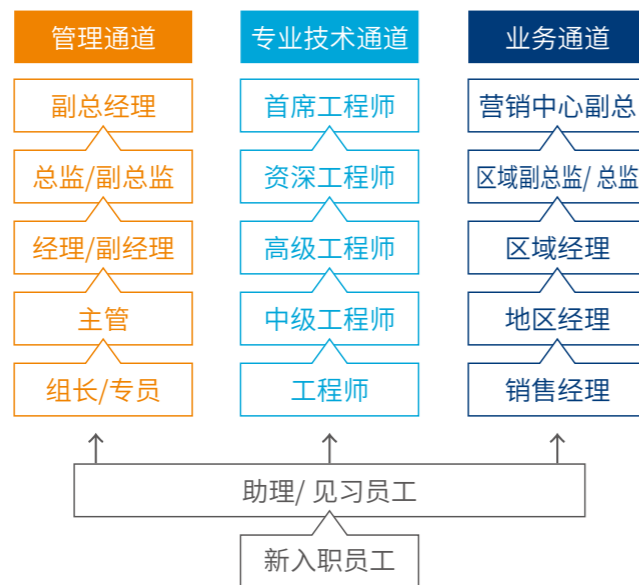 管理通道
专业技术通道
业务通道
副总经理
首席工程师
营销中心副总
总监/副总监
资深工程师
区域副总监/ 总监
经理/副经理
高级工程师
区域经理
主管
中级工程师
地区经理
组长/专员
工程师
销售经理
助理/ 见习员工
新入职员工